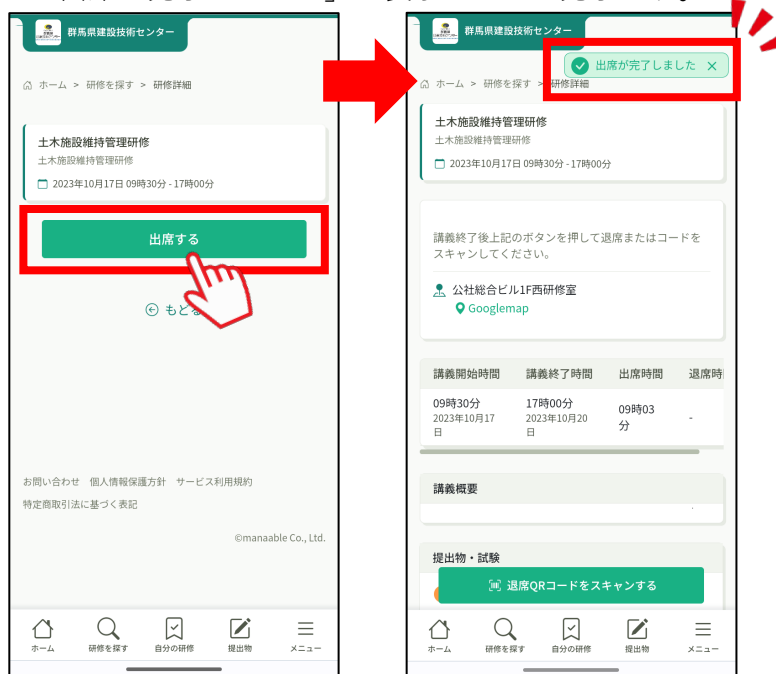 群馬県建設技術センター
ホーム > 研修を探す > 研修詳細
土木施設維持管理研修
土木施設維持管理研修
2023年10月17日 09時30分 - 17時00分
出席する
もどる
お問い合わせ 個人情報保護方針 サービス利用規約
特定商取引法に基づく表記
©manaable Co., Ltd.
ホーム 研修を探す 自分の研修 提出物 メニュー
群馬県建設技術センター
出席が完了しました ×
ホーム > 研修を探す > 研修詳細
土木施設維持管理研修
土木施設維持管理研修
2023年10月17日 09時30分 - 17時00分
講義終了後上記のボタンを押して退席またはコードを
スキャンしてください。
公社総合ビル1F西研修室
Googlemap
講義開始時間 講義終了時間 出席時間 退席時
09時30分 17時00分 09時03
2023年10月17 2023年10月20 分 -
日 日
講義概要
提出物・試験
退席QRコードをスキャンする
ホーム 研修を探す 自分の研修 提出物 メニュー